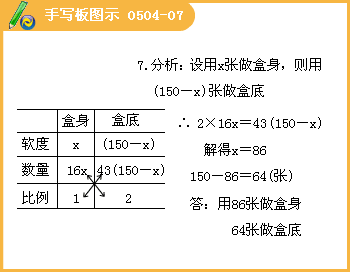 手写板图示 0504-07
7.分析：设用x张做盒身，则用
(150－x)张做盒底
盒身 盒底
软度 x (150－x)
数量 16x 43(150－x)
比例 1 2
∴ 2×16x＝43(150－x)
解得x＝86
150－86＝64(张)
答：用86张做盒身
64张做盒底